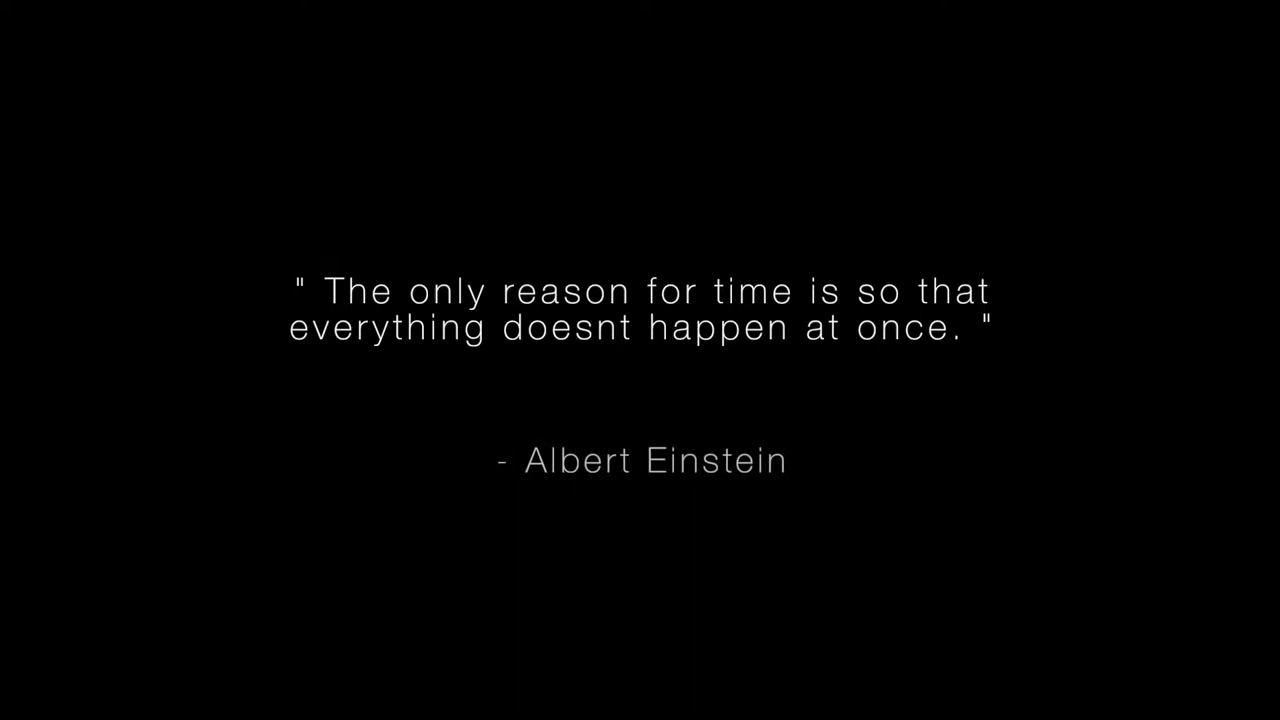 " The only reason for time is so that
everything doesnt happen at once. "
- Albert Einstein